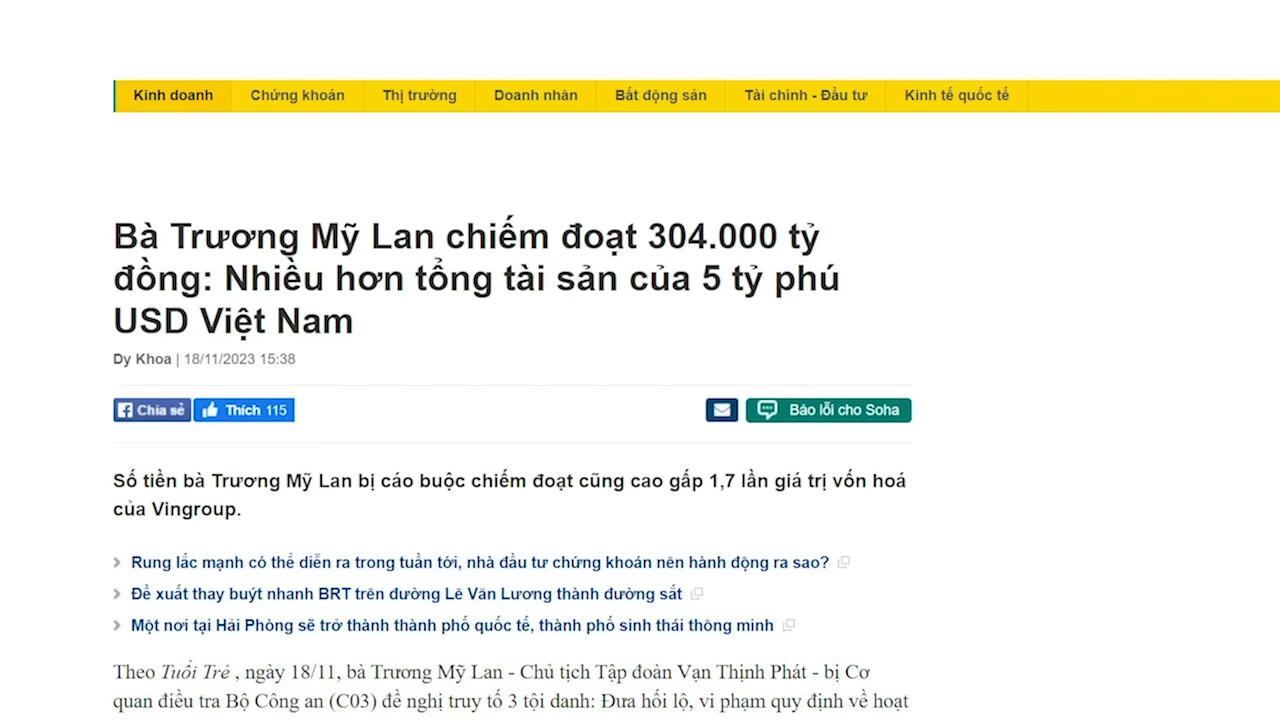 Kinh doanh Chứng khoán Thị trường Doanh nhân Bất động sản Tài chính - Đầu tư Kinh tế quốc tế
Bà Trương Mỹ Lan chiếm đoạt 304.000 tỷ
đồng: Nhiều hơn tổng tài sản của 5 tỷ phú
USD Việt Nam
Dy Khoa | 18/11/2023 15:38
Chia sẻ Thích 115 Báo lỗi cho Soha
Số tiền bà Trương Mỹ Lan bị cáo buộc chiếm đoạt cũng cao gấp 1,7 lần giá trị vốn hoá
của Vingroup.
Rung lắc mạnh có thể diễn ra trong tuần tới, nhà đầu tư chứng khoán nên hành động ra sao?
Đề xuất thay buýt nhanh BRT trên đường Lê Văn Lương thành đường sắt
Một nơi tại Hải Phòng sẽ trở thành thành phố quốc tế, thành phố sinh thái thông minh
Theo Tuổi Trẻ , ngày 18/11, bà Trương Mỹ Lan - Chủ tịch Tập đoàn Vạn Thịnh Phát - bị Cơ
quan điều tra Bộ Công an (C03) đề nghị truy tố 3 tội danh: Đưa hối lộ, vi phạm quy định về hoạt